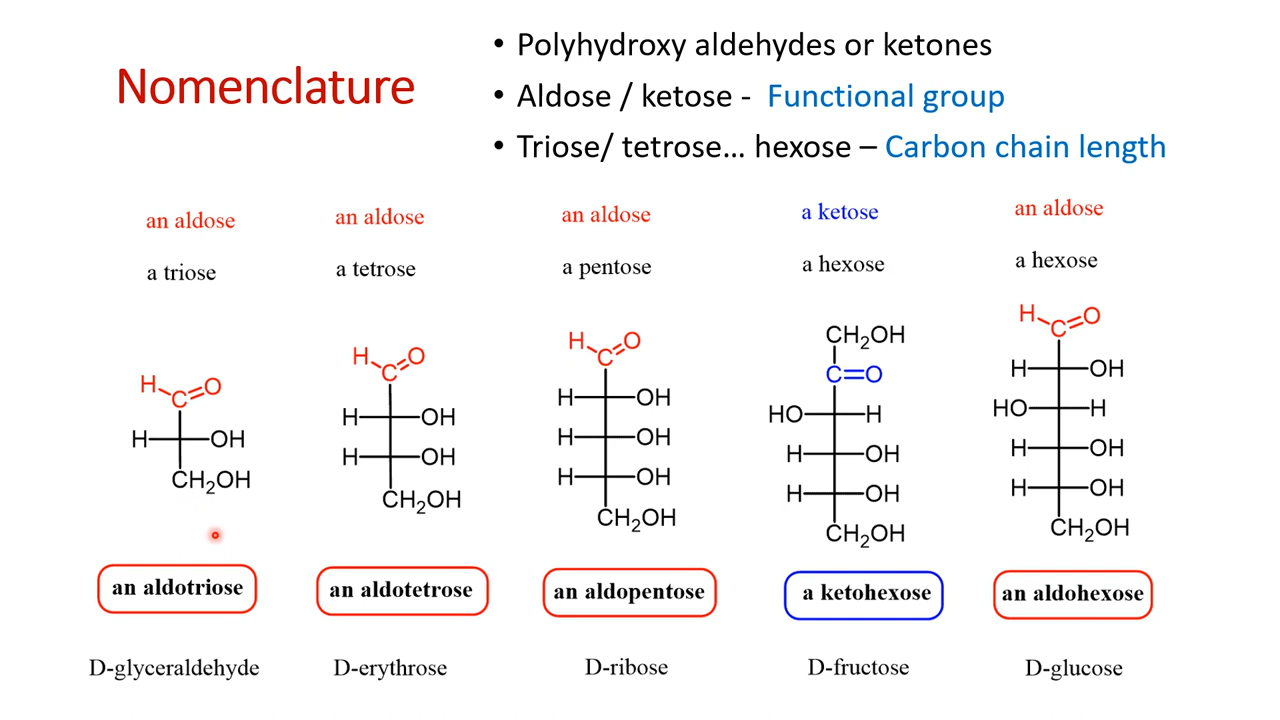 Nomenclature
• Polyhydroxy aldehydes or ketones
• Aldose / ketose - Functional group
• Triose/ tetrose... hexose – Carbon chain length
an aldose
a triose
H C=O
H OH
CH₂OH
an aldotriose
D-glyceraldehyde
an aldose
a tetrose
H C=O
H OH
H OH
CH₂OH
an aldotetrose
D-erythrose
an aldose
a pentose
H C=O
H OH
H OH
H OH
CH₂OH
an aldopentose
D-ribose
a ketose
a hexose
CH₂OH
C=O
HO H
H OH
H OH
CH₂OH
a ketohexose
D-fructose
an aldose
a hexose
H C=O
H OH
HO H
H OH
H OH
CH₂OH
an aldohexose
D-glucose